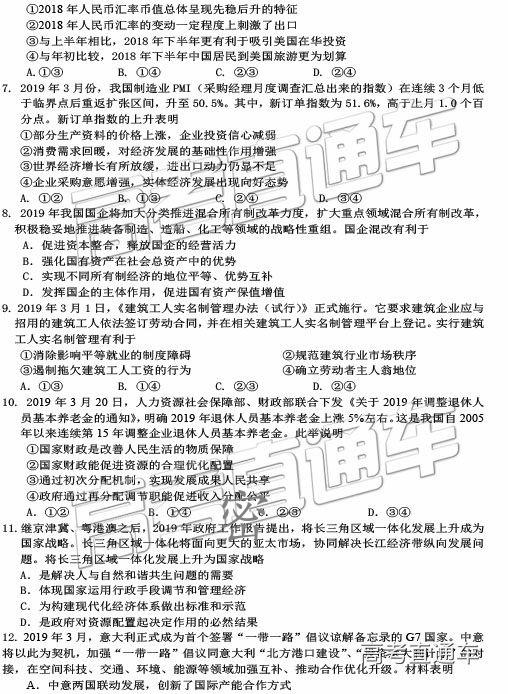 ①2018 年人民币汇率币值总体呈现先稳后升的特征
②2018 年人民币汇率的变动一定程度上刺激了出口
③与上半年相比，2018 年下半年更有利于吸引美国在华投资
④与年初比较，2018 年下半年中国居民到美国旅游更为划算
A. ①③ B. ①④ C. ②③ D. ②④
7. 2019 年 3 月份，我国制造业 PMI（采购经理月度调查汇总出来的指数）在连续 3 个月低
于临界点后重返扩张区间，升至 50.5%。其中，新订单指数为 51.6%，高于上月 1.0 个百
分点。新订单指数的上升表明
①部分生产资料的价格上涨，企业投资信心减弱
②消费需求回暖，对经济发展的基础性作用增强
③世界经济增长有所放缓，进出口动力仍显不足
④企业采购意愿增强，实体经济发展出现向好态势
A. ①② B. ①③ C. ②④ D. ③④
8. 2019 年我国国企将加大分类推进混合所有制改革力度，扩大重点领域混合所有制改革，
积极稳妥地推进装备制造、造船、化工等领域的战略性重组。国企混改有利于
A. 促进资本整合，释放国企的经营活力
B. 强化国有资产在社会总资产中的优势
C. 实现不同所有制经济的地位平等、优势互补
D. 发挥国企的主体作用，促进国有资产保值增值
9. 2019 年 3 月 1 日，《建筑工人实名制管理办法（试行）》正式施行。它要求建筑企业应与
招用的建筑工人依法签订劳动合同，并在相关建筑工人实名制管理平台上登记。实行建筑
工人实名制管理有利于
①消除影响平等就业的制度障碍 ②规范建筑行业市场秩序
③遏制拖欠建筑工人工资的行为 ④确立劳动者主人翁地位
A. ①③ B. ①④ C. ②③ D. ②④
10. 2019 年 3 月 20 日，人力资源社会保障部、财政部联合下发《关于 2019 年调整退休人
员基本养老金的通知》，明确 2019 年退休人员基本养老金上涨 5%左右。这是我国自 2005
年以来连续第 15 年调整企业退休人员基本养老金。此举说明
①国家财政是改善人民生活的物质保障
②国家财政能促进资源的合理优化配置
③通过初次分配机制，实现发展成果人民共享
④政府通过再分配调节职能促进收入分配公平
A. ①② B. ①④ C. ②③ D. ③④
11. 继京津冀、粤港澳之后，2019 年政府工作报告提出，将长三角区域一体化发展上升成为
国家战略。长三角区域一体化将面向更大的亚太市场，协同解决长江经济带纵向发展问
题。将长三角区域一体化发展上升为国家战略
A. 是解决人与自然和谐共生问题的需要
B. 体现国家运用行政手段调节和管理经济
C. 为构建现代化经济体系做出标准和示范
D. 是政府对资源配置起决定作用的必然结果
12. 2019 年 3 月，意大利正式成为首个签署“一带一路”倡议谅解备忘录的 G7 国家。中意
将以此为契机，加强“一带一路”倡议同意大利“北方港口建设”、“ 意大利计划”的对
接，在空间科技、交通、环境、能源等领域加强互补、推动合作优化升级。材料表明
A. 中意两国联动发展，创新了国际产能合作方式
高考直通车
高考直通车
密
高考直通车